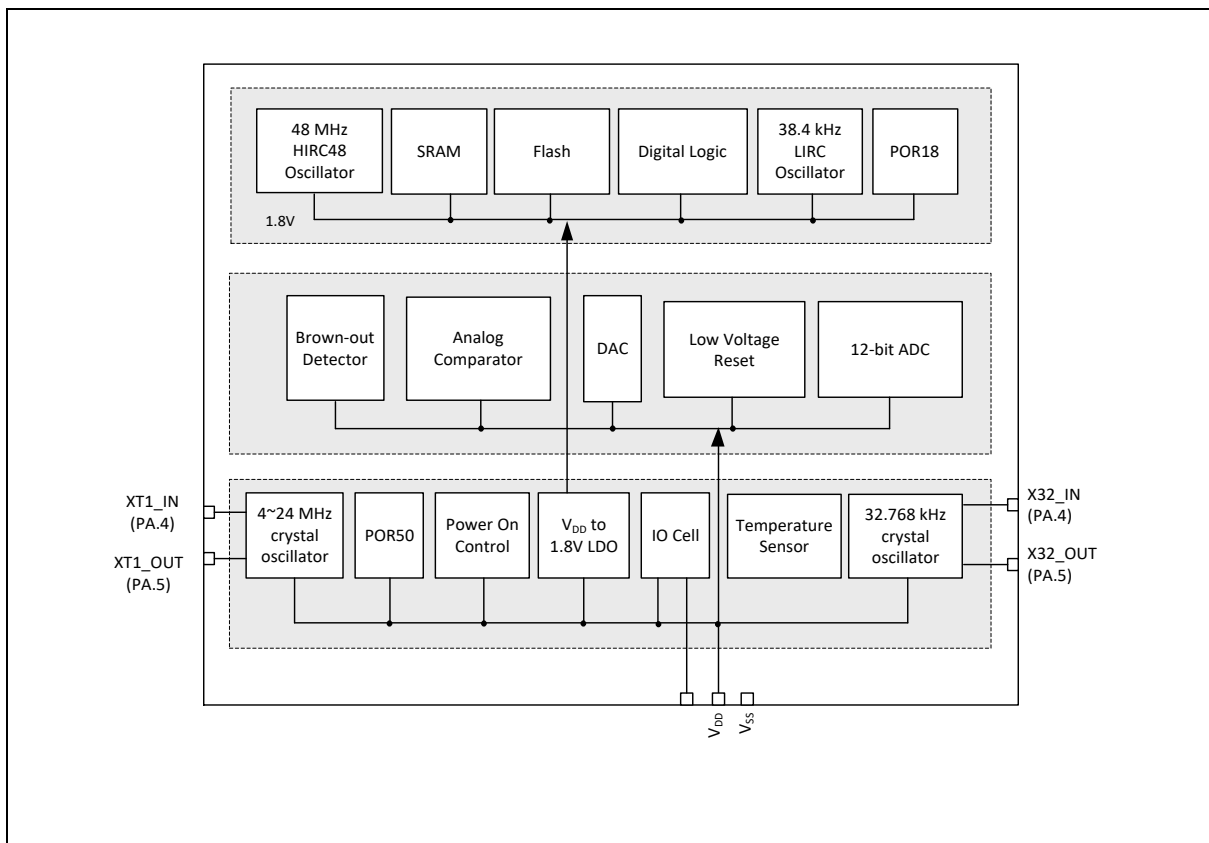 48 MHz
HIRC48
Oscillator
SRAM
Flash
Digital Logic
38.4 kHz
LIRC
Oscillator
POR18
1.8V
Brown-out
Detector
Analog
Comparator
DAC
Low Voltage
Reset
12-bit ADC
XT1_IN
(PA.4)
XT1_OUT
(PA.5)
4~24 MHz
crystal
oscillator
POR50
Power On
Control
VDD to
1.8V LDO
IO Cell
Temperature
Sensor
32.768 kHz
crystal
oscillator
X32_IN
(PA.4)
X32_OUT
(PA.5)
VDD
VSS